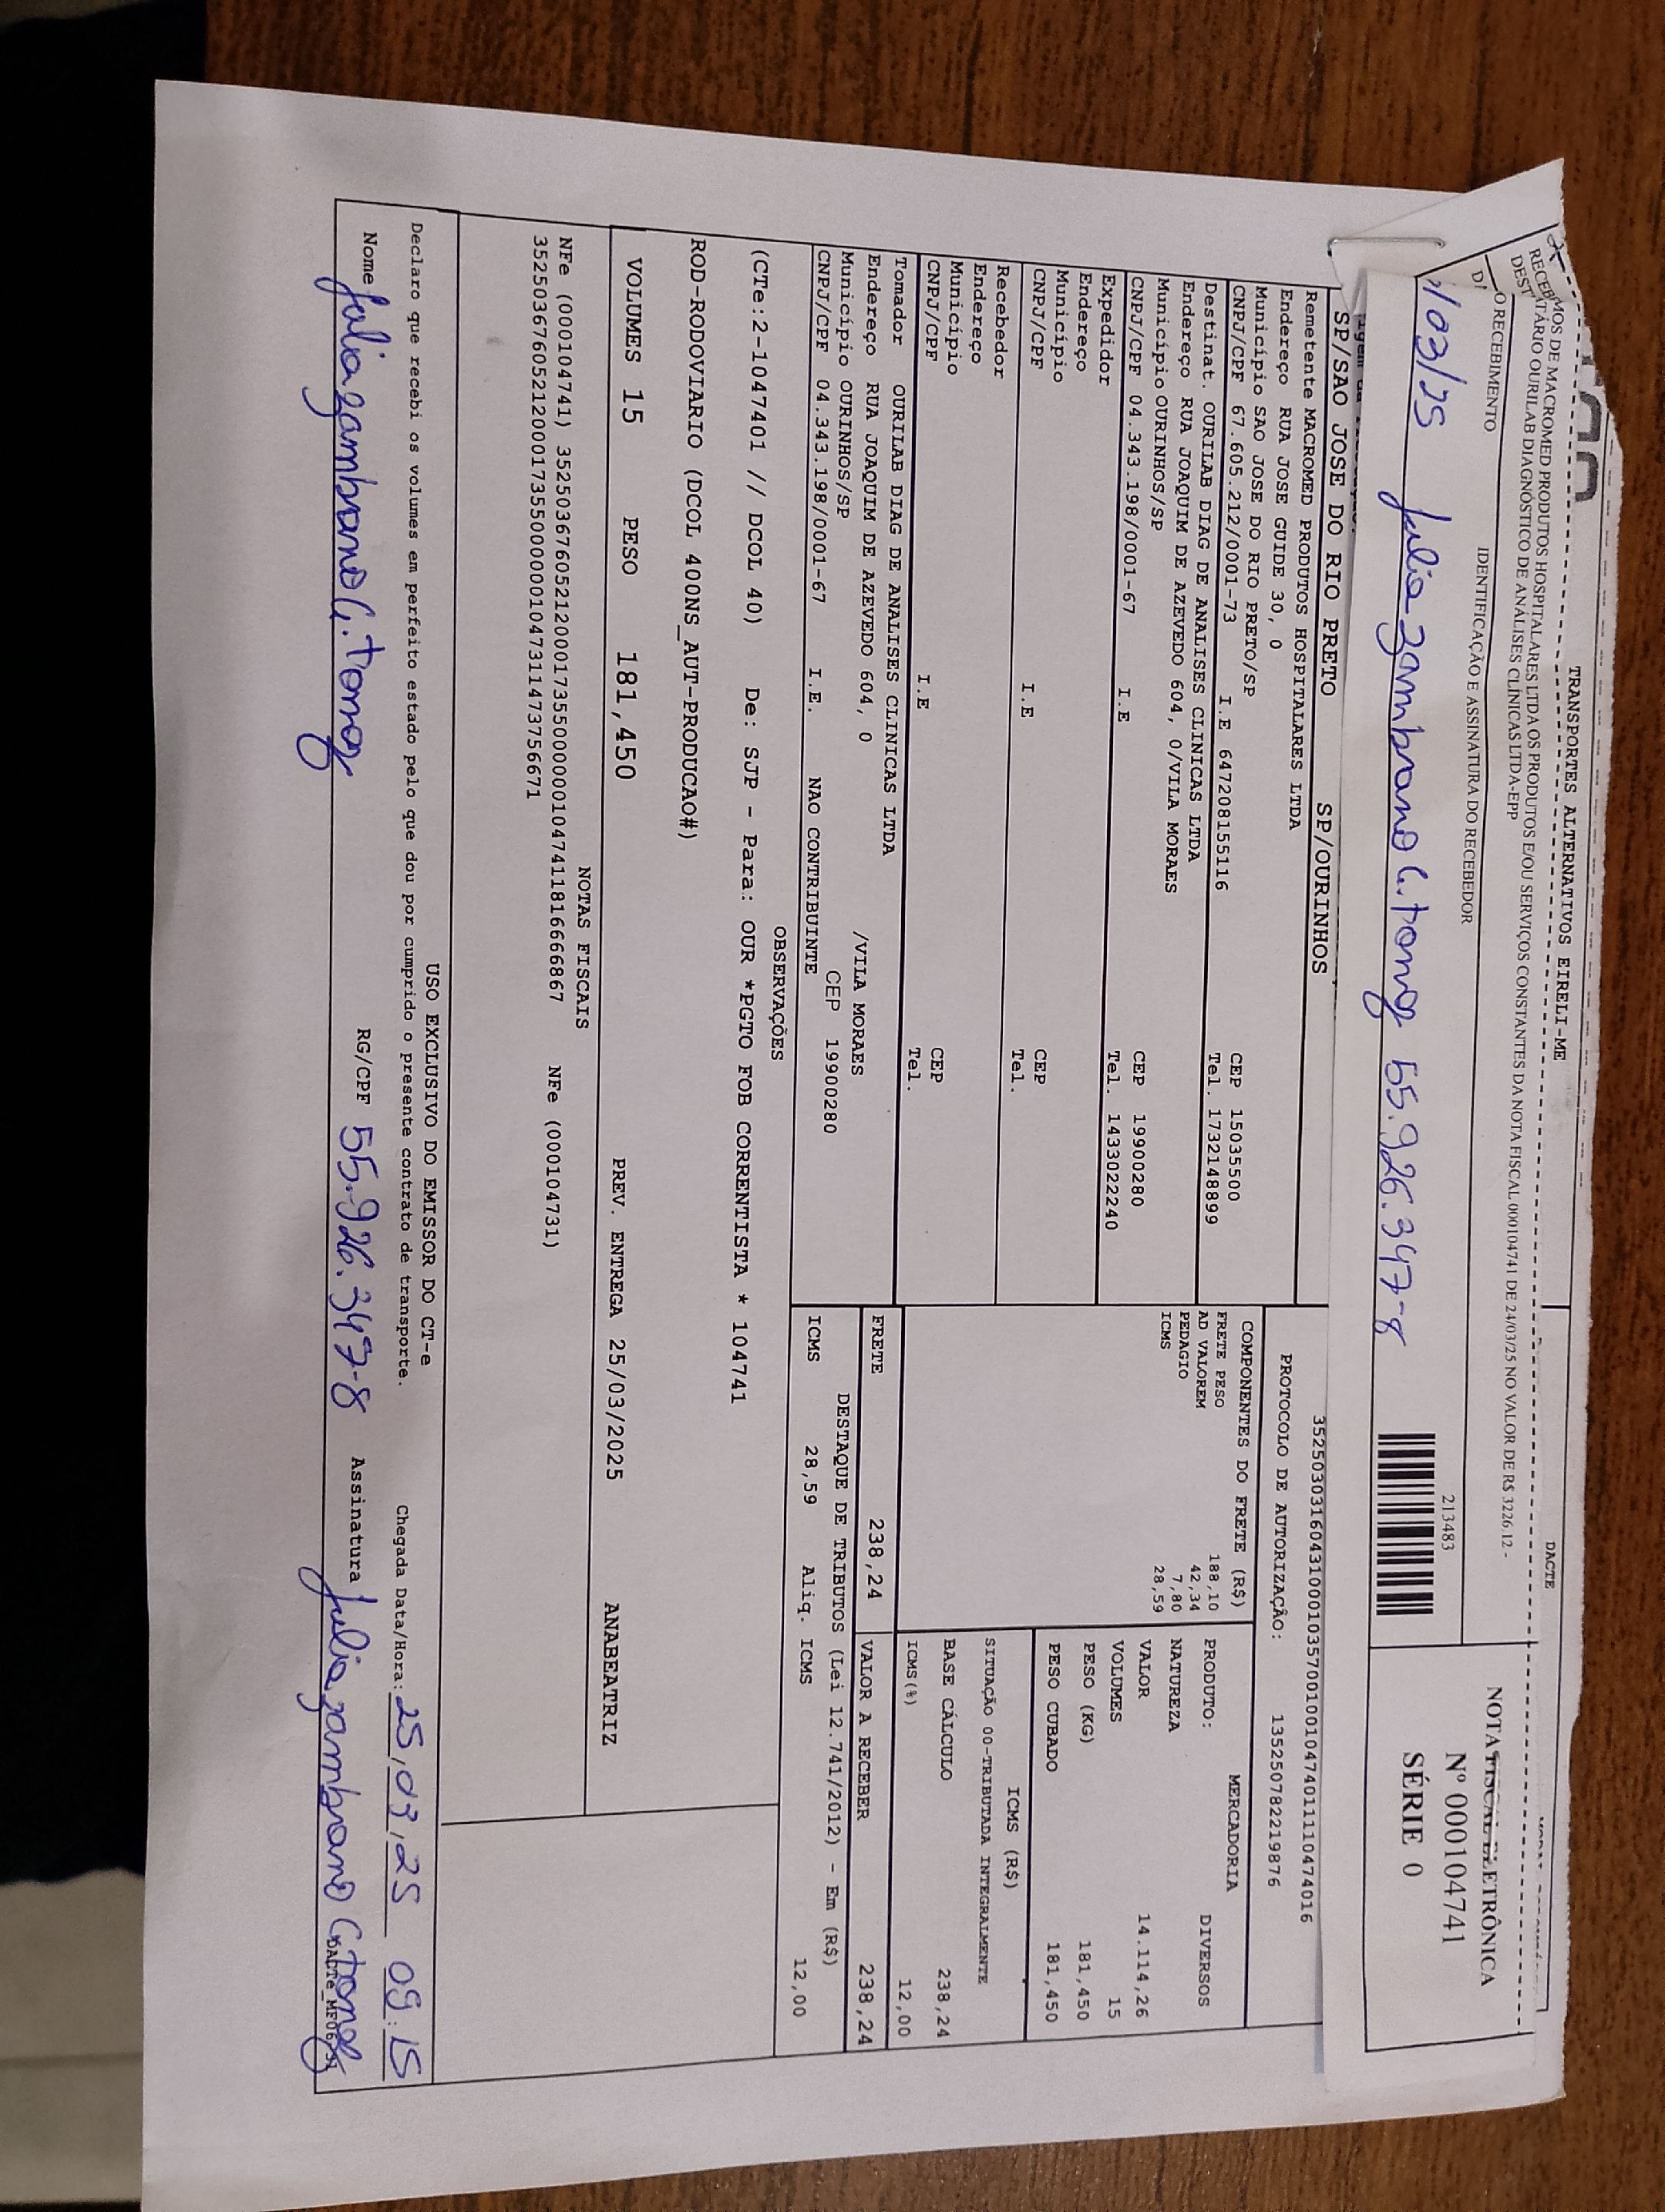 TRANSPORTES ALTERNATIVOS EIRELI-ME
DACTE
MOS DE MACROMED PRODUTOS HOSPITALARES LTDA OS PRODUTOS E/OU SERVIÇOS CONSTANTES DA NOTA FISCAL 000104741 DE 24/03/25 NO VALOR DE R$ 3226,12 -
DEST TÁRIO OURILAB DIAGNÓSTICO DE ANÁLISES CLÍNICAS LTDA-EPP
O RECEBIMENTO
IDENTIFICAÇÃO E ASSINATURA DO RECEBEDOR
/03/25 Julia Zambrano G. Tomaz 55.926.347-8
213483
NOTA FISCAL ELETRÔNICA
Nº 000104741
SÉRIE 0
SP/SAO JOSE DO RIO PRETO SP/OURINHOS
35250303160431000103570010010474011110474016
PROTOCOLO DE AUTORIZAÇÃO: 135250782219876
Remetente MACROMED PRODUTOS HOSPITALARES LTDA
Endereço RUA JOSE GUIDE 30, 0
Município SAO JOSE DO RIO PRETO/SP CEP 15035500
CNPJ/CPF 67.605.212/0001-73 I.E 647208155116 Tel. 1732148899
Destinat. OURILAB DIAG DE ANALISES CLINICAS LTDA
Endereço RUA JOAQUIM DE AZEVEDO 604, 0/VILA MORAES
Município OURINHOS/SP CEP 19900280
CNPJ/CPF 04.343.198/0001-67 I.E Tel. 1433022240
Expedidor
Endereço
Município CEP
CNPJ/CPF I.E Tel.
Recebedor
Endereço
Município CEP
CNPJ/CPF I.E Tel.
Tomador OURILAB DIAG DE ANALISES CLINICAS LTDA
Endereço RUA JOAQUIM DE AZEVEDO 604, 0 /VILA MORAES
Município OURINHOS/SP CEP 19900280
CNPJ/CPF 04.343.198/0001-67 I.E. NAO CONTRIBUINTE
COMPONENTES DO FRETE (R$)
FRETE PESO 188,10
AD VALOREM 42,34
PEDAGIO 7,80
ICMS 28,59
MERCADORIA
PRODUTO: DIVERSOS
NATUREZA
VALOR 14.114,26
VOLUMES 15
PESO (KG) 181,450
PESO CUBADO 181,450
ICMS (R$)
SITUAÇÃO 00-TRIBUTADA INTEGRALMENTE
BASE CÁLCULO 238,24
ICMS(%) 12,00
FRETE 238,24 VALOR A RECEBER 238,24
DESTAQUE DE TRIBUTOS (Lei 12.741/2012) - Em (R$)
ICMS 28,59 Aliq. ICMS 12,00
OBSERVAÇÕES
(CTe:2-1047401 // DCOL 40) De: SJP - Para: OUR *PGTO FOB CORRENTISTA * 104741
ROD-RODOVIARIO (DCOL 400NS_AUT-PRODUCAO#)
VOLUMES 15 PESO 181,450 PREV. ENTREGA 25/03/2025 ANABEATRIZ
NOTAS FISCAIS
NFe (000104741) 35250367605212000173550000001047411816666867 NFe (000104731)
35250367605212000173550000001047311473756671
USO EXCLUSIVO DO EMISSOR DO CT-e
Declaro que recebi os volumes em perfeito estado pelo que dou por cumprido o presente contrato de transporte. Chegada Data/Hora: 25/03/25 09:15
Nome Julia Zambrano G. Tomaz RG/CPF 55.926.347-8 Assinatura Julia Zambrano G Tomaz